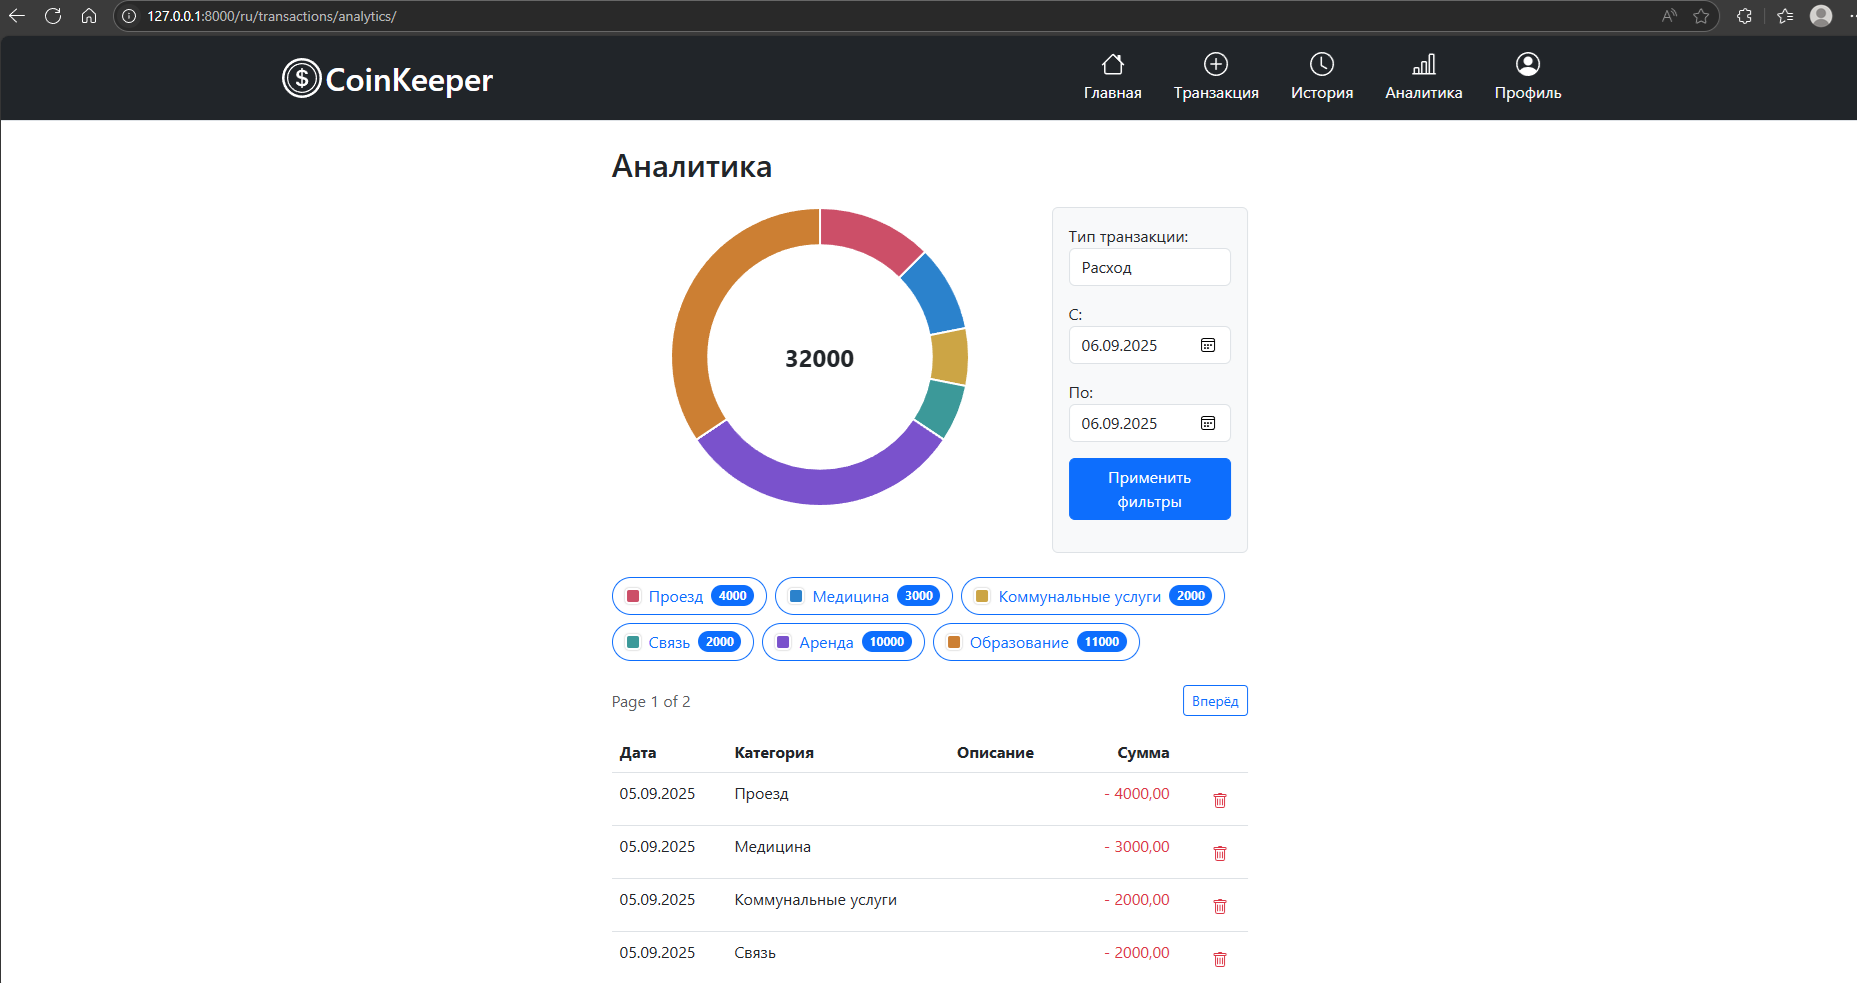 127.0.0.1:8000/ru/transactions/analytics/
CoinKeeper
Главная
Транзакция
История
Аналитика
Профиль
Аналитика
32000
Тип транзакции:
Расход
С:
06.09.2025
По:
06.09.2025
Применить
фильтры
Проезд 4000 Медицина 3000 Коммунальные услуги 2000
Связь 2000 Аренда 10000 Образование 11000
Page 1 of 2 Вперёд
Дата Категория Описание Сумма
05.09.2025 Проезд - 4000,00
05.09.2025 Медицина - 3000,00
05.09.2025 Коммунальные услуги - 2000,00
05.09.2025 Связь - 2000,00